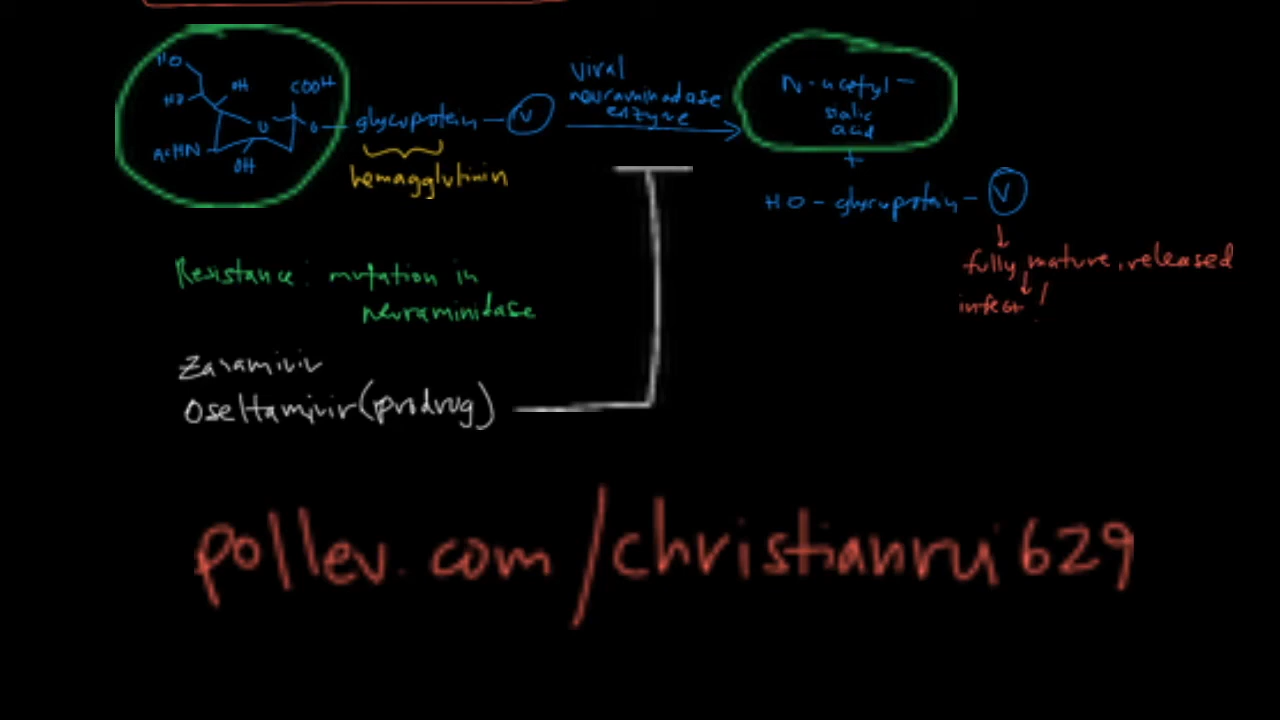 HO
OH
COOH
HO
O
O
glycoprotein
V
AcHN
OH
hemagglutinin
viral
neuraminadase
enzyme
N-acetyl-
sialic
acid
+
HO - glycoprotein - V
fully mature, released
infect!
Resistance: mutation in
neuraminidase
Zanamivir
Oseltamivir (prodrug)
pollev.com/christianrui629